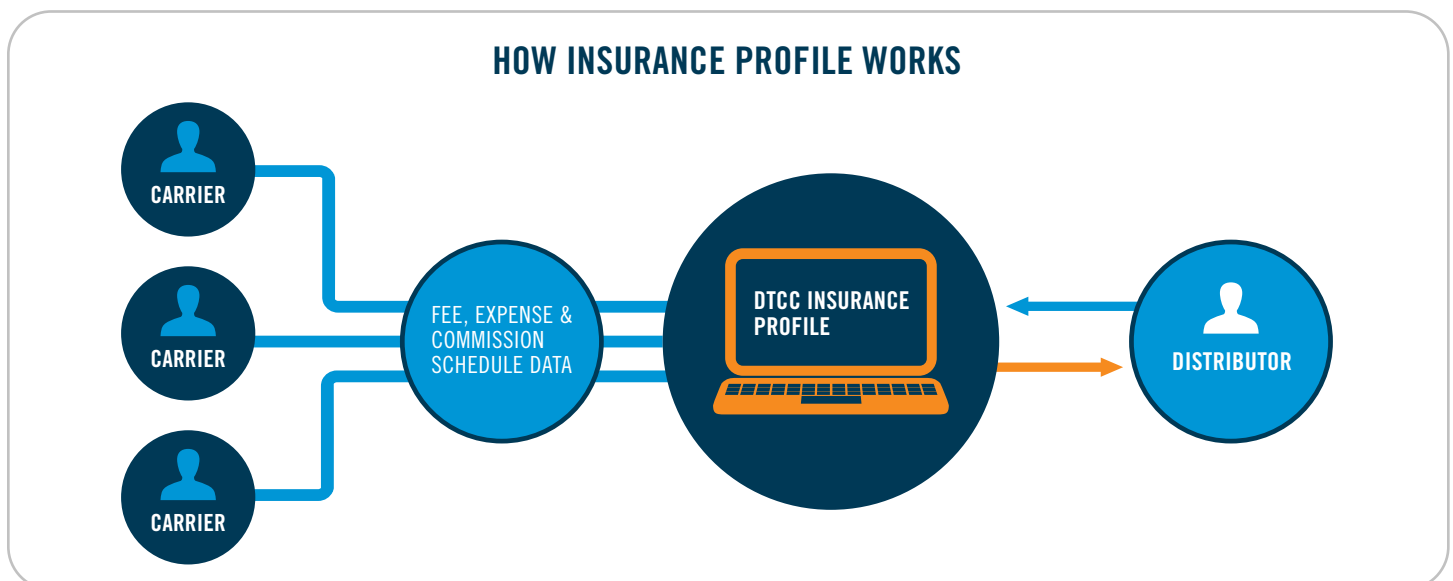 HOW INSURANCE PROFILE WORKS
CARRIER
CARRIER
CARRIER
FEE, EXPENSE &
COMMISSION
SCHEDULE DATA
DTCC INSURANCE
PROFILE
DISTRIBUTOR